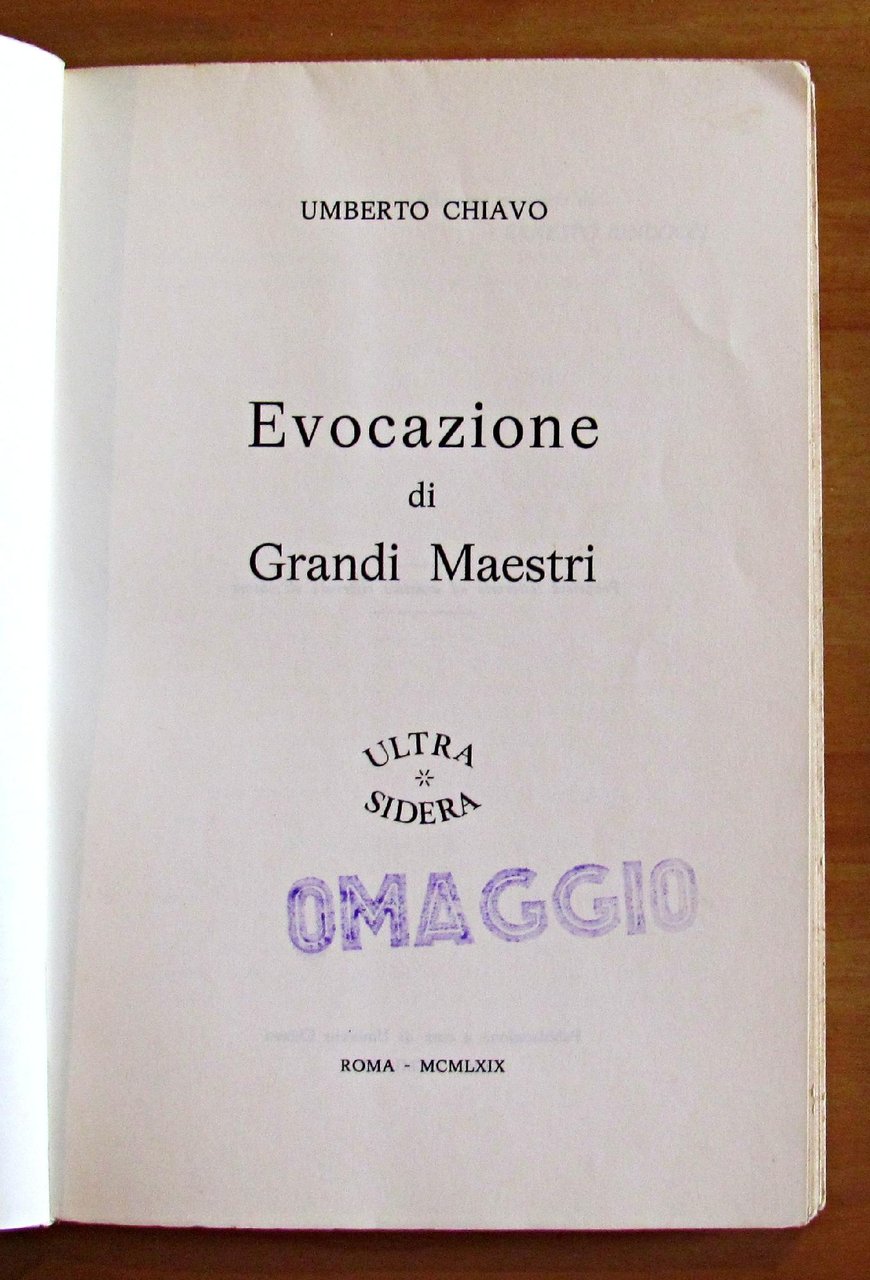 UMBERTO CHIAVO
Evocazione
di
Grandi Maestri
ULTRA
SIDERA
OMAGGIO
ROMA - MCMLXIX